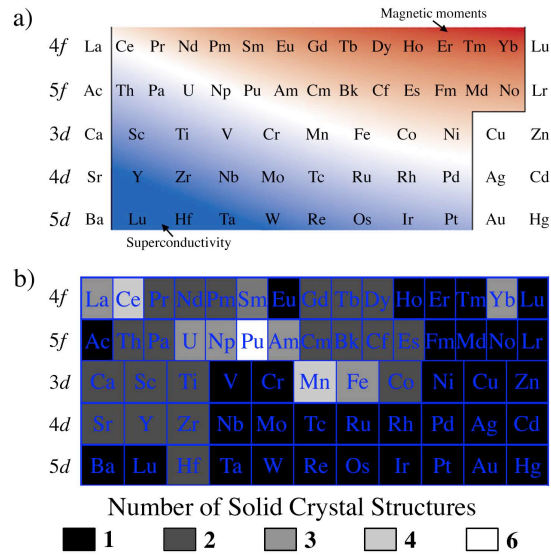 a)
Magnetic moments
4f La Ce Pr Nd Pm Sm Eu Gd Tb Dy Ho Er Tm Yb Lu
5f Ac Th Pa U Np Pu Am Cm Bk Cf Es Fm Md No Lr
3d Ca Sc Ti V Cr Mn Fe Co Ni Cu Zn
4d Sr Y Zr Nb Mo Tc Ru Rh Pd Ag Cd
5d Ba Lu Hf Ta W Re Os Ir Pt Au Hg
Superconductivity
b)
4f La Ce Pr Nd Pm Sm Eu Gd Tb Dy Ho Er Tm Yb Lu
5f Ac Th Pa U Np Pu Am Cm Bk Cf Es Fm Md No Lr
3d Ca Sc Ti V Cr Mn Fe Co Ni Cu Zn
4d Sr Y Zr Nb Mo Tc Ru Rh Pd Ag Cd
5d Ba Lu Hf Ta W Re Os Ir Pt Au Hg
Number of Solid Crystal Structures
1 2 3 4 6